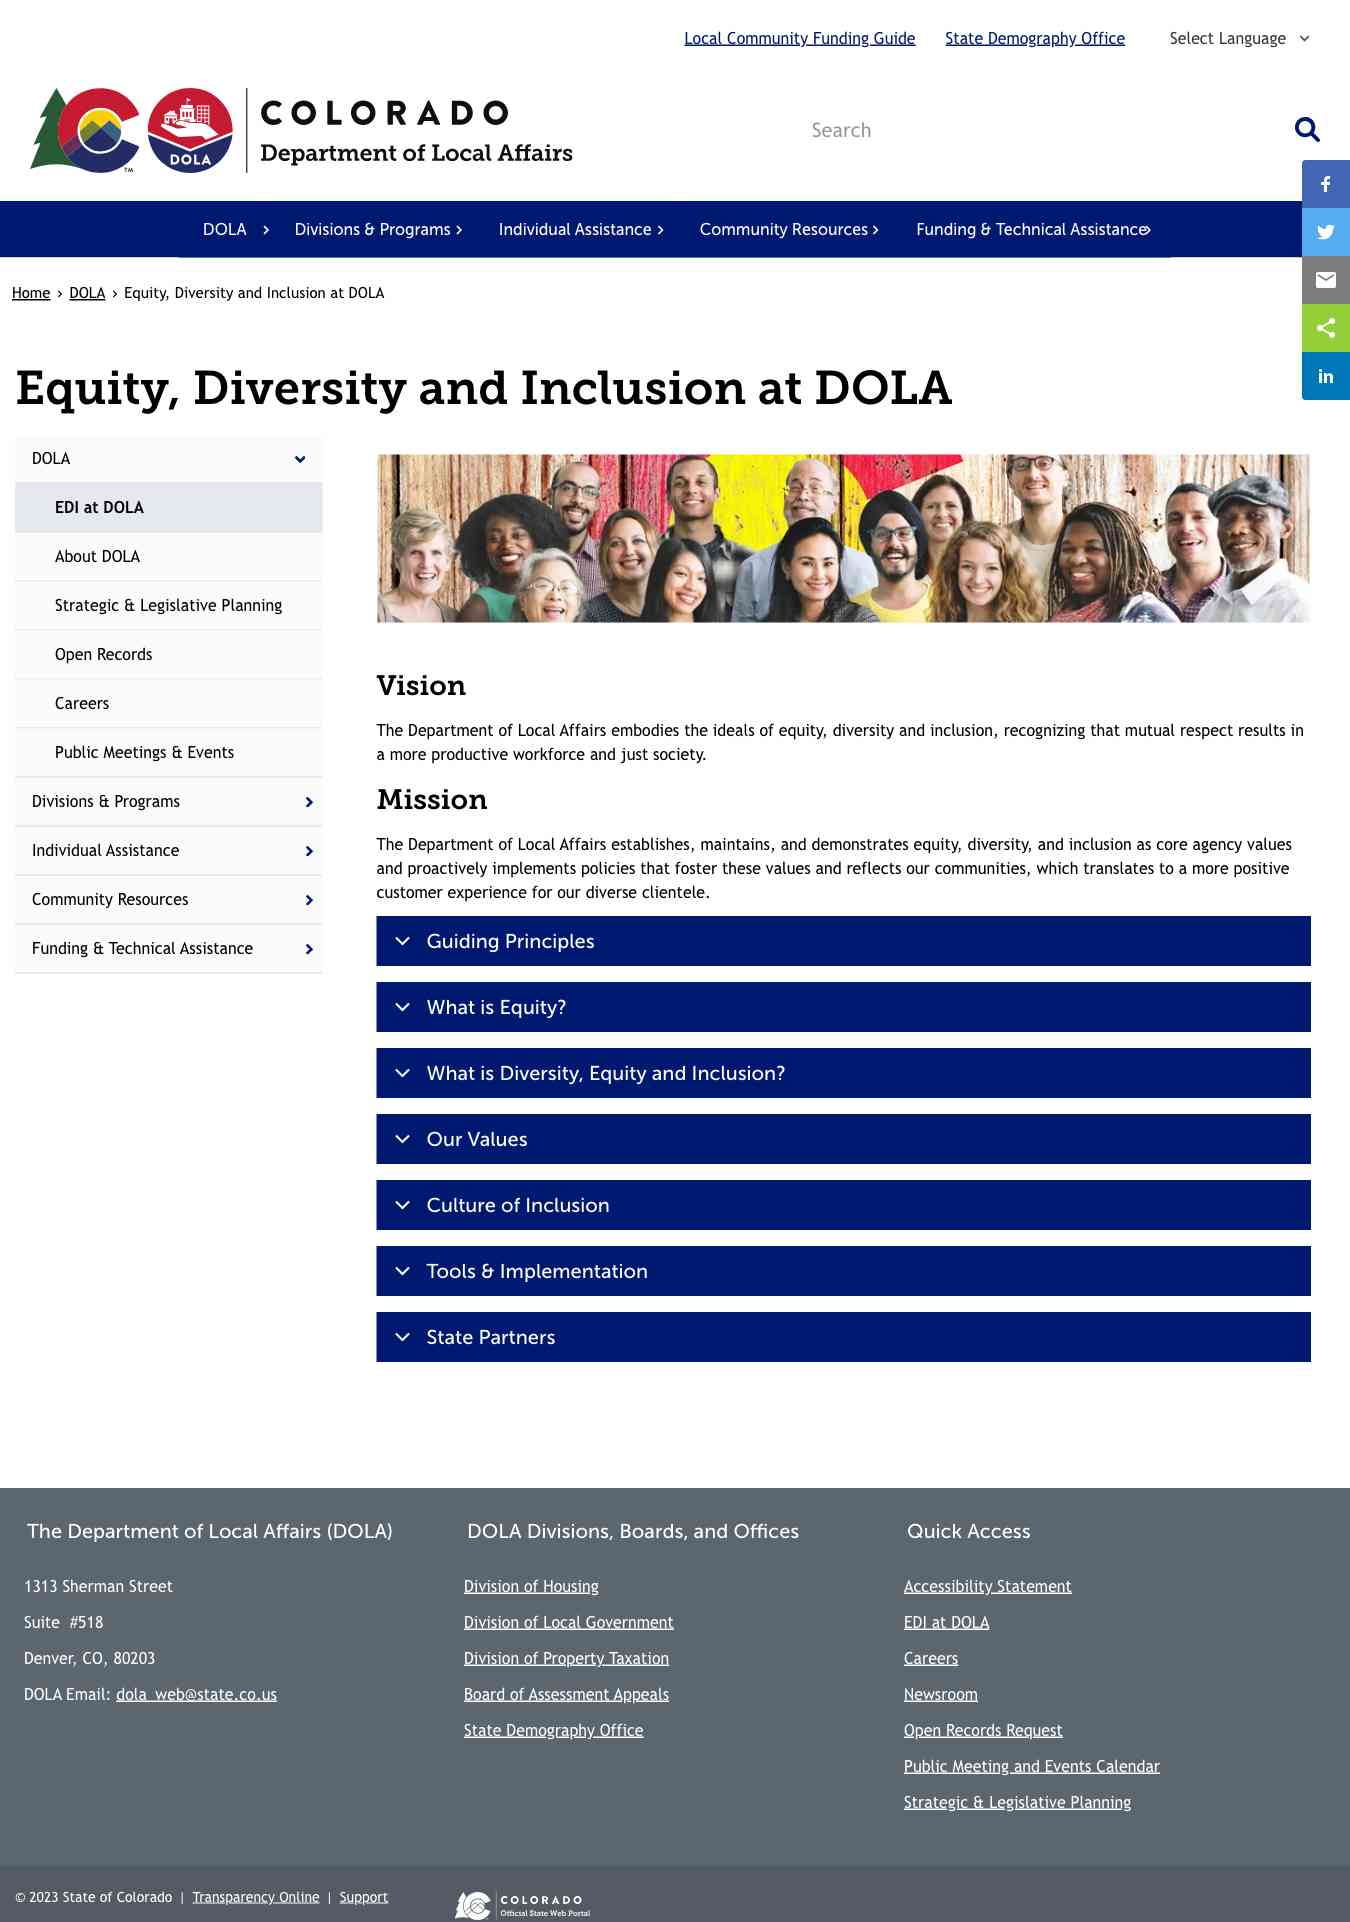 Local Community Funding Guide
State Demography Office
Select Language
DOLA
TM
COLORADO
Department of Local Affairs
Search
DOLA
Divisions & Programs
Individual Assistance
Community Resources
Funding & Technical Assistance
Home › DOLA › Equity, Diversity and Inclusion at DOLA
Equity, Diversity and Inclusion at DOLA
DOLA
EDI at DOLA
About DOLA
Strategic & Legislative Planning
Open Records
Careers
Public Meetings & Events
Divisions & Programs
Individual Assistance
Community Resources
Funding & Technical Assistance
Vision
The Department of Local Affairs embodies the ideals of equity, diversity and inclusion, recognizing that mutual respect results in
a more productive workforce and just society.
Mission
The Department of Local Affairs establishes, maintains, and demonstrates equity, diversity, and inclusion as core agency values
and proactively implements policies that foster these values and reflects our communities, which translates to a more positive
customer experience for our diverse clientele.
Guiding Principles
What is Equity?
What is Diversity, Equity and Inclusion?
Our Values
Culture of Inclusion
Tools & Implementation
State Partners
The Department of Local Affairs (DOLA)
1313 Sherman Street
Suite #518
Denver, CO, 80203
DOLA Email: dola_web@state.co.us
DOLA Divisions, Boards, and Offices
Division of Housing
Division of Local Government
Division of Property Taxation
Board of Assessment Appeals
State Demography Office
Quick Access
Accessibility Statement
EDI at DOLA
Careers
Newsroom
Open Records Request
Public Meeting and Events Calendar
Strategic & Legislative Planning
© 2023 State of Colorado | Transparency Online | Support
COLORADO
Official State Web Portal